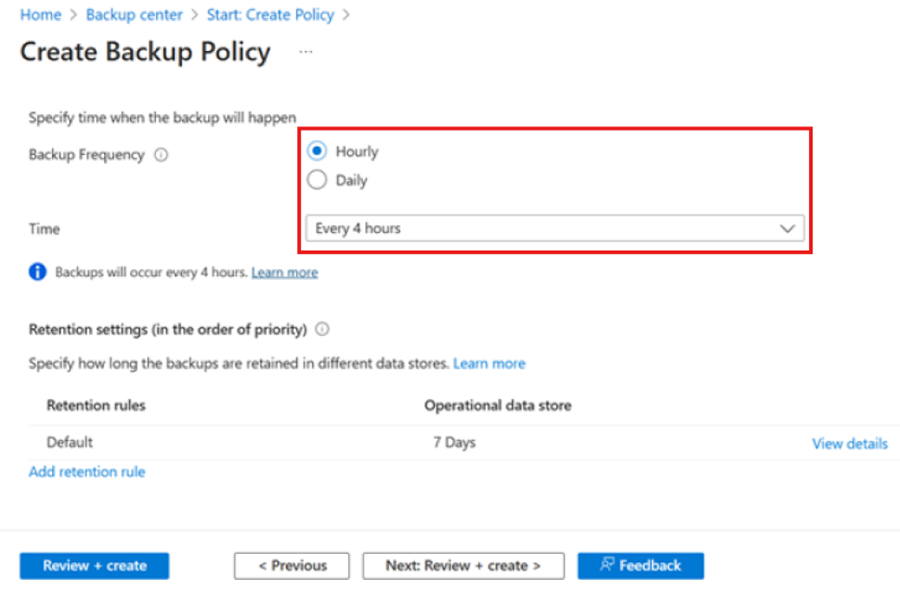 Home > Backup center > Start: Create Policy >
Create Backup Policy ...
Specify time when the backup will happen
Backup Frequency
Hourly
Daily
Time
Every 4 hours
Backups will occur every 4 hours. Learn more
Retention settings (in the order of priority)
Specify how long the backups are retained in different data stores. Learn more
Retention rules Operational data store
Default 7 Days View details
Add retention rule
Review + create < Previous Next: Review + create > Feedback